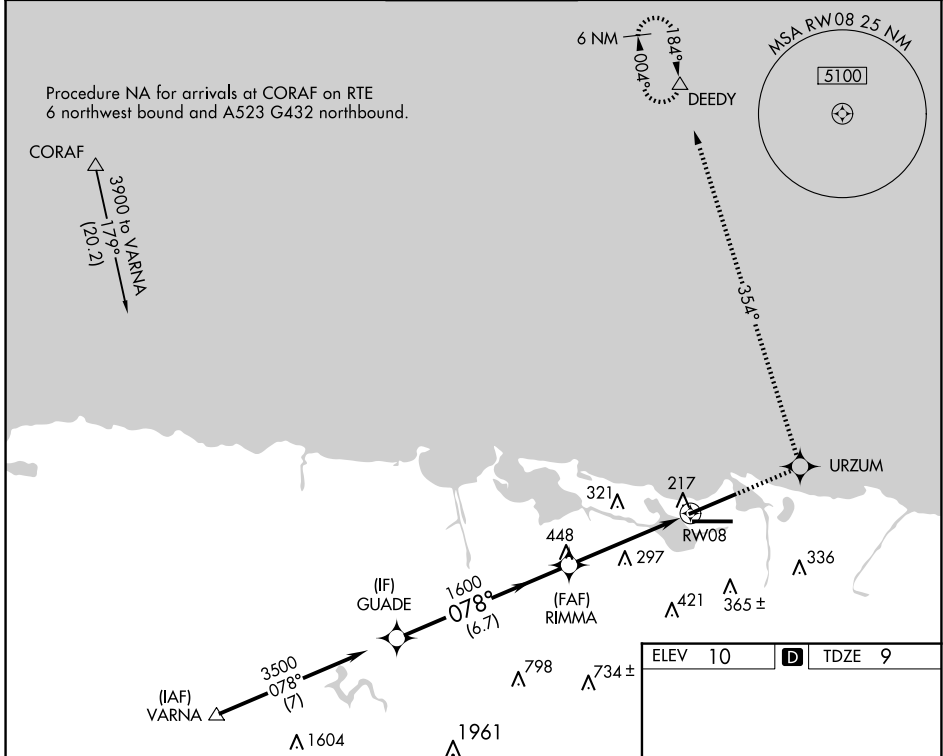 6 NM
184°
004°
DEEDY
MSA RW08 25 NM
5100
Procedure NA for arrivals at CORAF on RTE
6 northwest bound and A523 G432 northbound.
CORAF
3900 to VARNA
179°
(20.2)
354°
URZUM
217
321
RW08
448
297
336
(IF)
GUADE
1600
078°
(6.7)
(FAF)
RIMMA
421
365 ±
3500
078°
(7)
(IAF)
VARNA
798
734 ±
1604
1961
ELEV 10 D TDZE 9